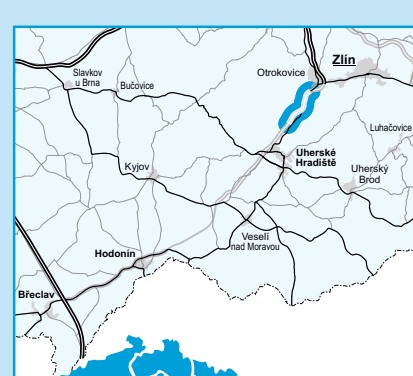 Zlín
Otrokovice
Slavkov
u Brna
Bučovice
Luhačovice
Uherské
Hradiště
Kyjov
Uherský
Brod
Veselí
nad Moravou
Hodonín
Břeclav